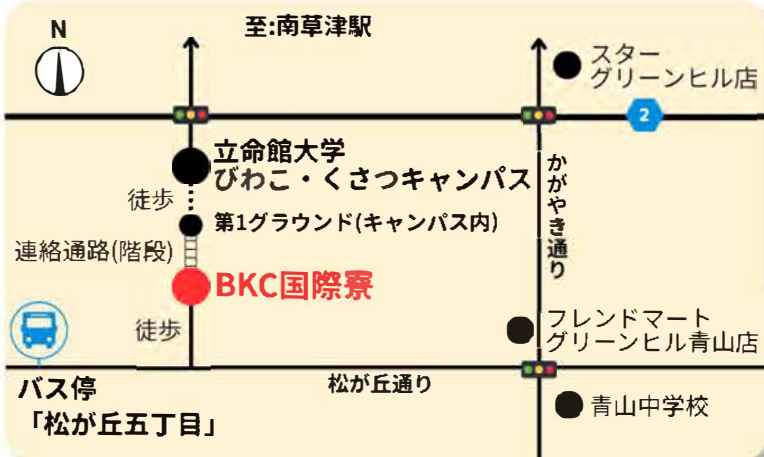 N
至:南草津駅
スター
グリーンヒル店
2
立命館大学
びわこ・くさつキャンパス
徒歩
第1グラウンド(キャンパス内)
連絡通路(階段)
BKC国際寮
かがやき通り
徒歩
フレンドマート
グリーンヒル青山店
バス停
「松が丘五丁目」
松が丘通り
青山中学校